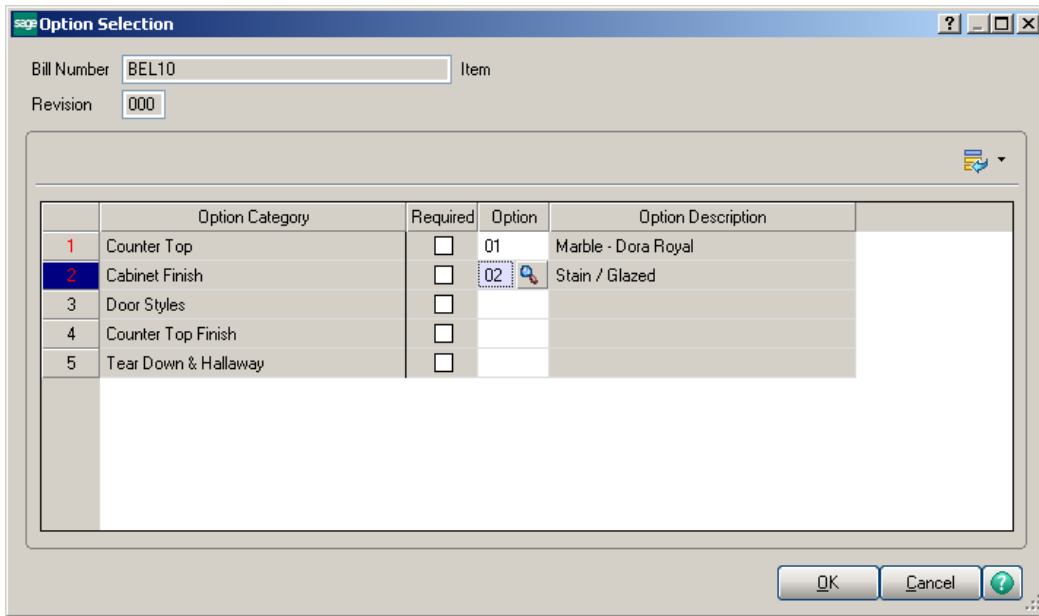 sage Option Selection
Bill Number BEL10 Item
Revision 000
Option Category Required Option Option Description
1 Counter Top 01 Marble - Dora Royal
2 Cabinet Finish 02 Stain / Glazed
3 Door Styles
4 Counter Top Finish
5 Tear Down & Hallaway
OK Cancel